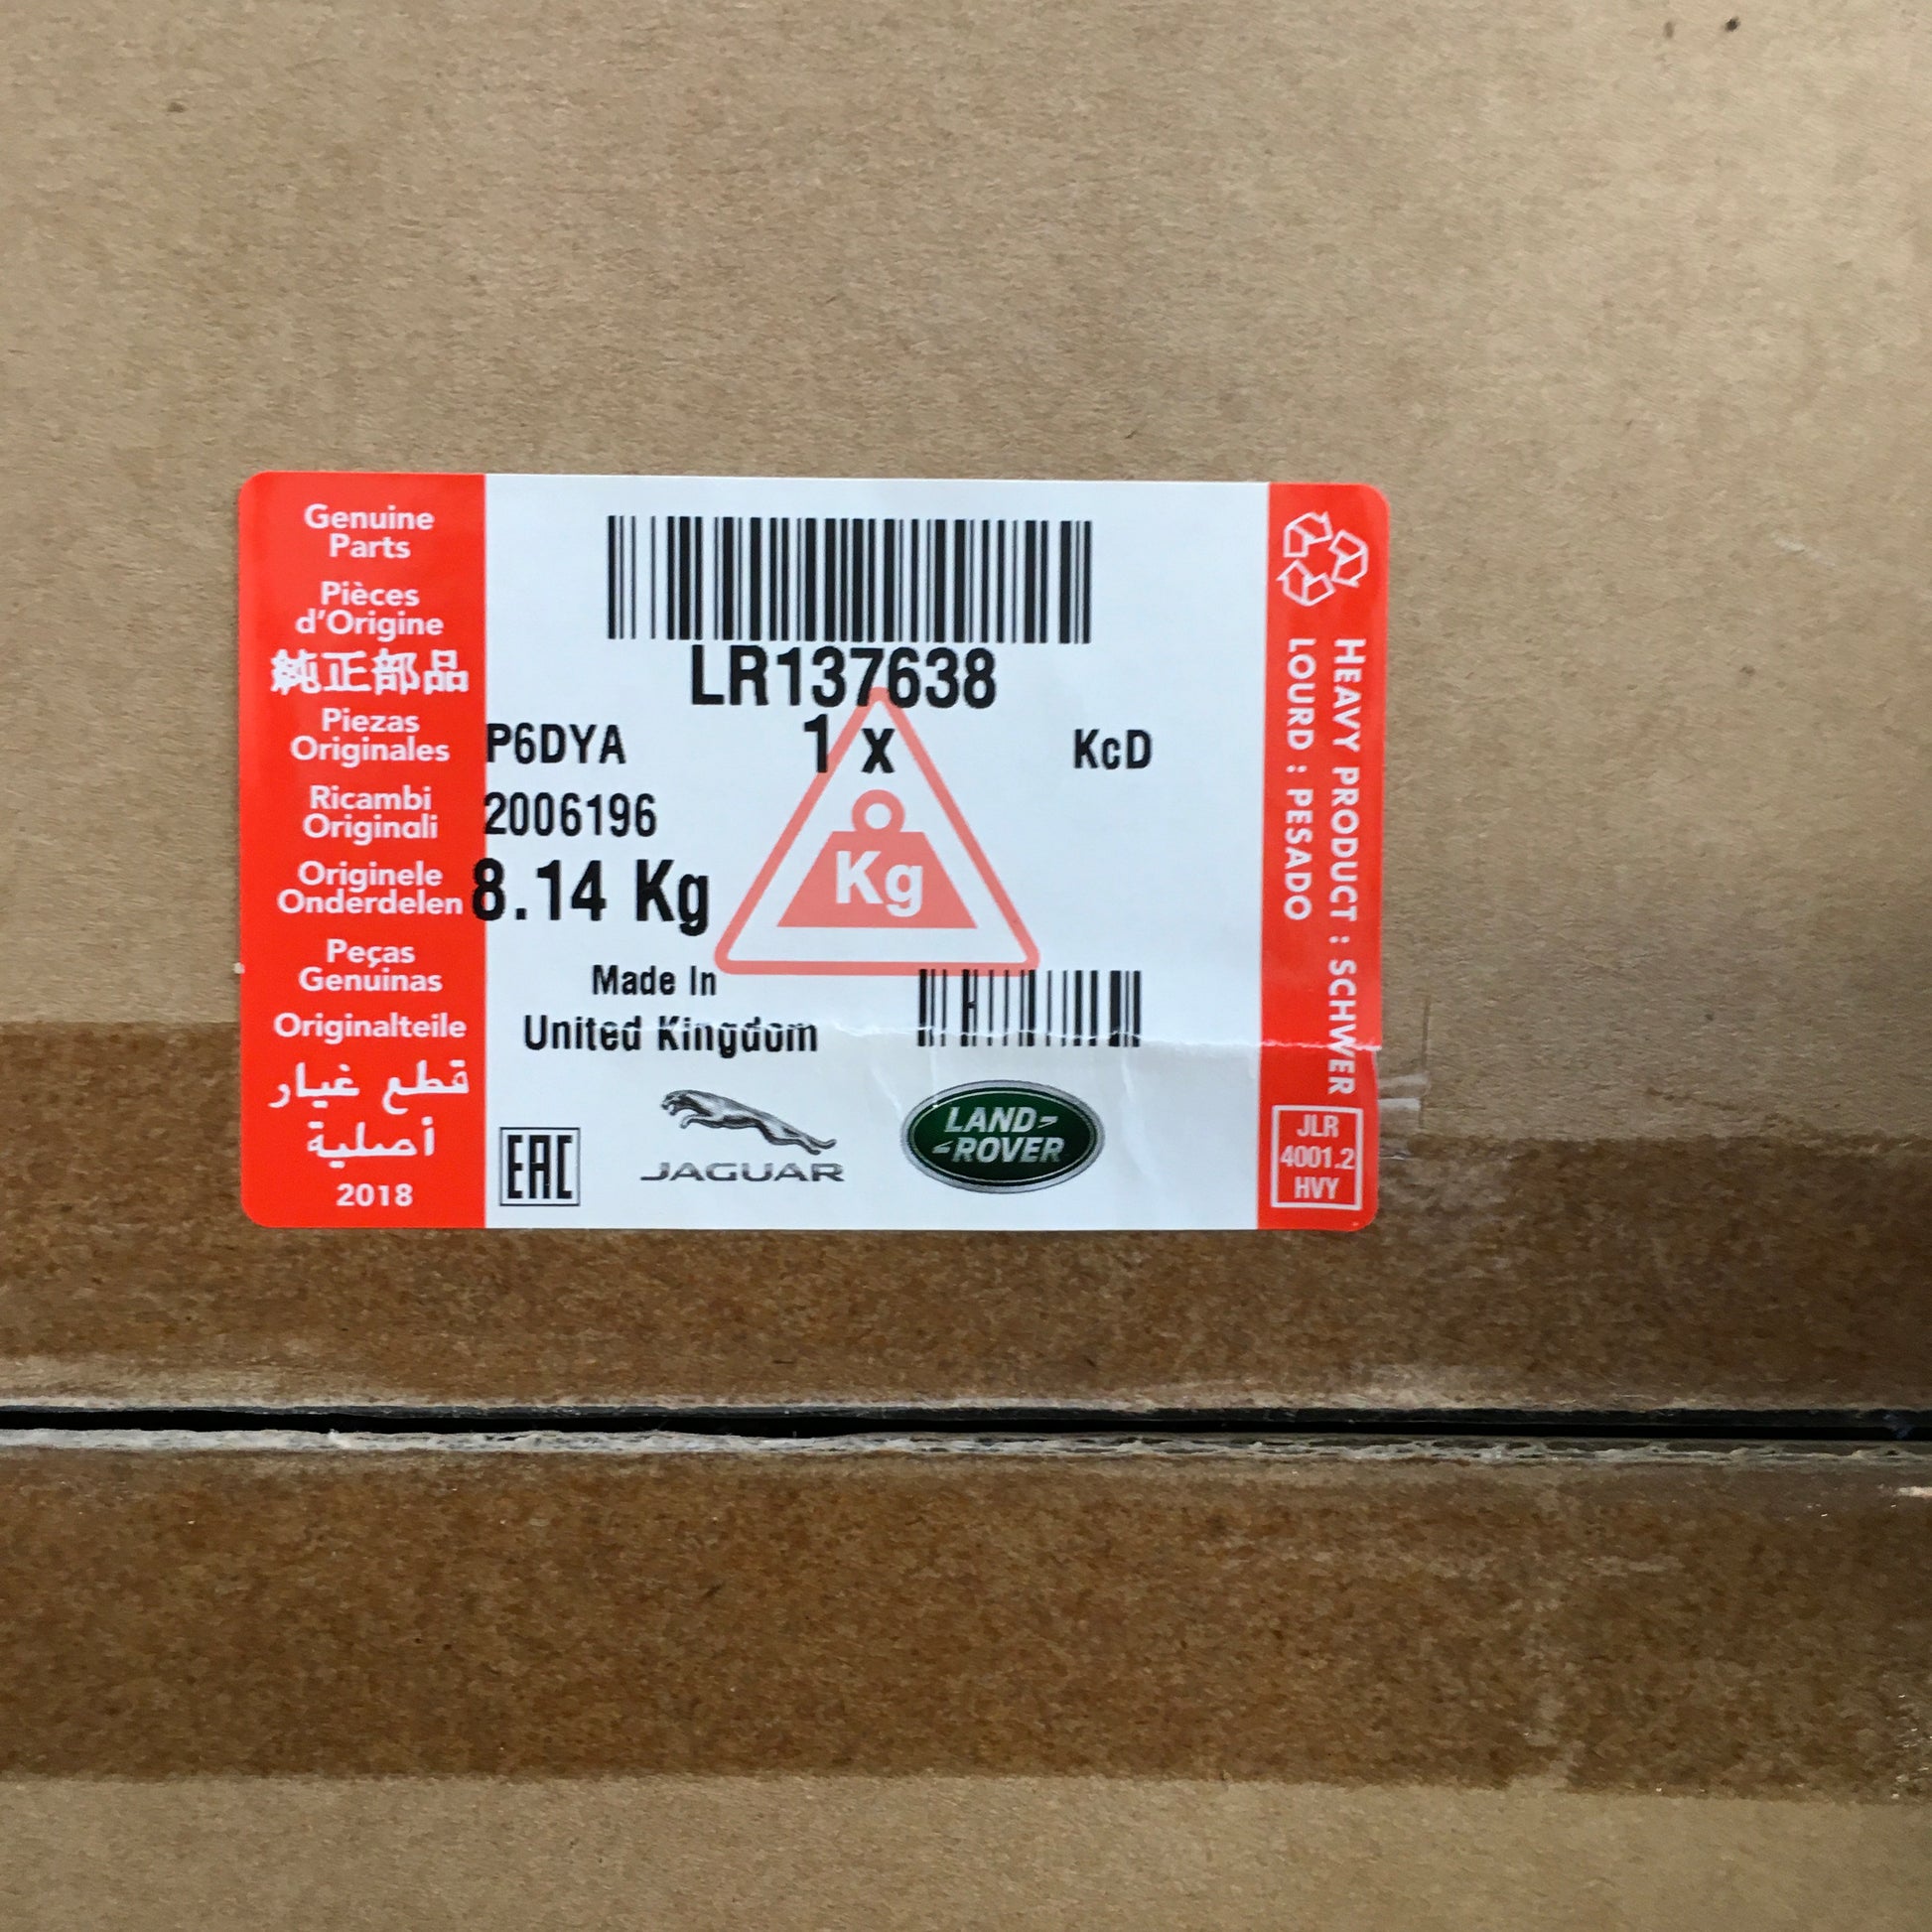 Genuine
Parts
Pièces
d'Origine
純正部品
Piezas
Originales
Ricambi
Originali
Originele
Onderdelen
Peças
Genuinas
Originalteile
قطع غيار
أصلية
2018
LR137638
P6DYA 1 x KcD
2006196
8.14 Kg
Kg
Made In
United Kingdom
EAC
JAGUAR
LAND-
-ROVER
HEAVY PRODUCT : SCHWER
LOURD : PESADO
JLR
4001.2
HVY